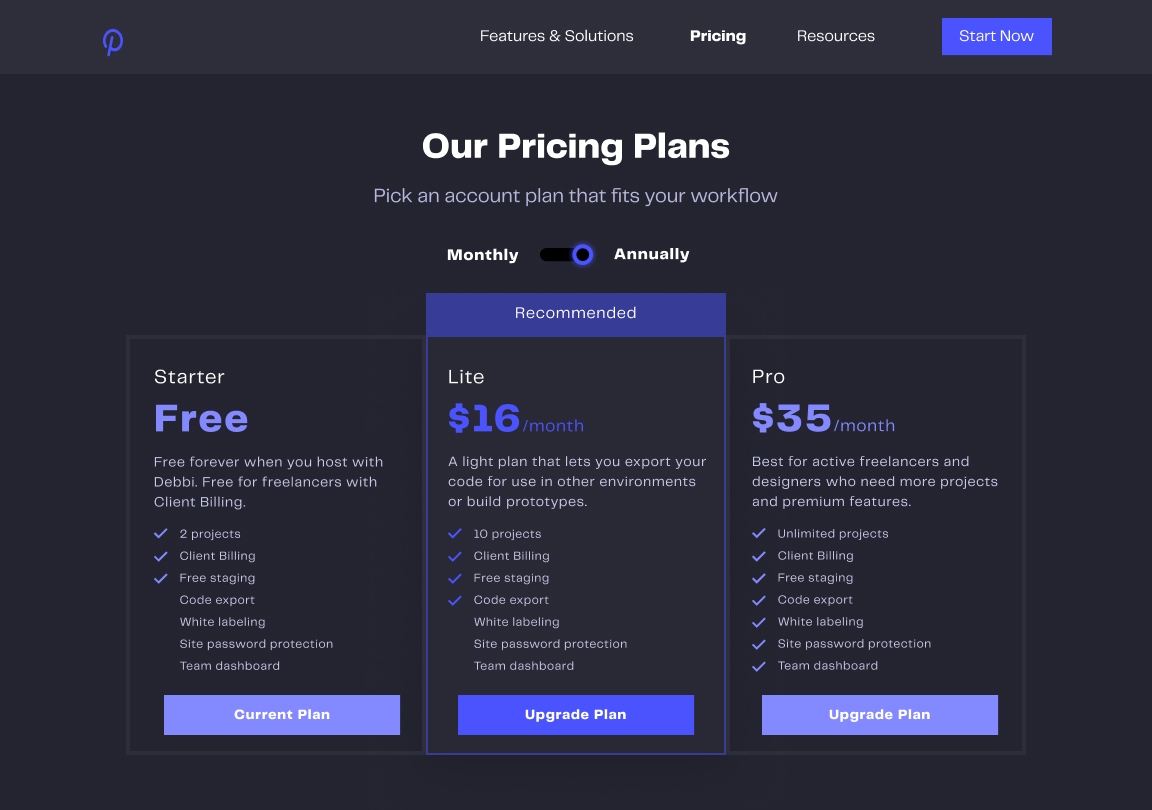 Features & Solutions
Pricing
Resources
Start Now
Our Pricing Plans
Pick an account plan that fits your workflow
Monthly
Annually
Recommended
Starter
Free
Free forever when you host with
Debbi. Free for freelancers with
Client Billing.
2 projects
Client Billing
Free staging
Code export
White labeling
Site password protection
Team dashboard
Current Plan
Lite
$16/month
A light plan that lets you export your
code for use in other environments
or build prototypes.
10 projects
Client Billing
Free staging
Code export
White labeling
Site password protection
Team dashboard
Upgrade Plan
Pro
$35/month
Best for active freelancers and
designers who need more projects
and premium features.
Unlimited projects
Client Billing
Free staging
Code export
White labeling
Site password protection
Team dashboard
Upgrade Plan